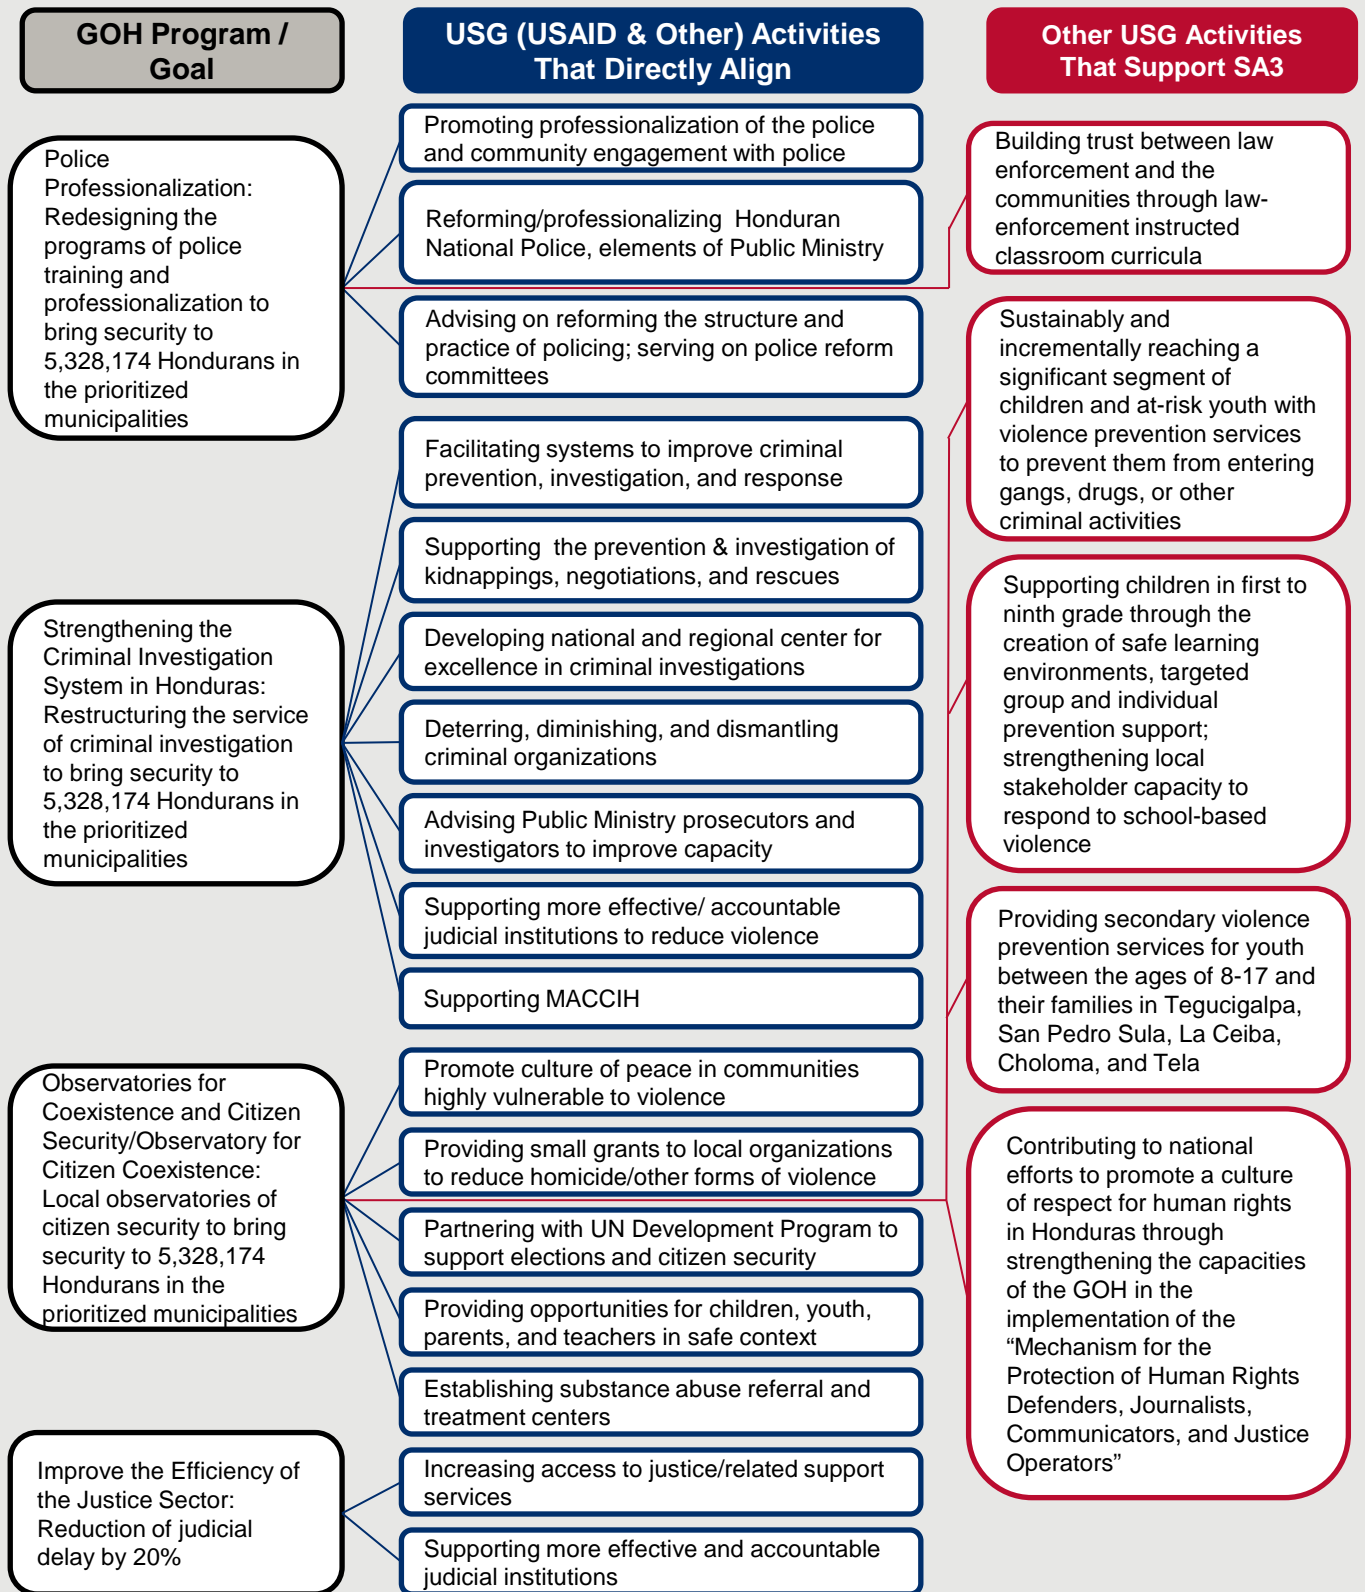 GOH Program /
Goal
USG (USAID & Other) Activities
That Directly Align
Other USG Activities
That Support SA3
Police
Professionalization:
Redesigning the
programs of police
training and
professionalization to
bring security to
5,328,174 Hondurans in
the prioritized
municipalities
Promoting professionalization of the police
and community engagement with police
Reforming/professionalizing  Honduran
National Police, elements of Public Ministry
Advising on reforming the structure and
practice of policing; serving on police reform
committees
Building trust between law
enforcement and the
communities through law-
enforcement instructed
classroom curricula
Strengthening the
Criminal Investigation
System in Honduras:
Restructuring the service
of criminal investigation
to bring security to
5,328,174 Hondurans in
the prioritized
municipalities
Facilitating systems to improve criminal
prevention, investigation, and response
Supporting  the prevention & investigation of
kidnappings, negotiations, and rescues
Developing national and regional center for
excellence in criminal investigations
Deterring, diminishing, and dismantling
criminal organizations
Advising Public Ministry prosecutors and
investigators to improve capacity
Supporting more effective/ accountable
judicial institutions to reduce violence
Supporting MACCIH
Sustainably and
incrementally reaching a
significant segment of
children and at-risk youth with
violence prevention services
to prevent them from entering
gangs, drugs, or other
criminal activities
Supporting children in first to
ninth grade through the
creation of safe learning
environments, targeted
group and individual
prevention support;
strengthening local
stakeholder capacity to
respond to school-based
violence
Providing secondary violence
prevention services for youth
between the ages of 8-17 and
their families in Tegucigalpa,
San Pedro Sula, La Ceiba,
Choloma, and Tela
Observatories for
Coexistence and Citizen
Security/Observatory for
Citizen Coexistence:
Local observatories of
citizen security to bring
security to 5,328,174
Hondurans in the
prioritized municipalities
Promote culture of peace in communities
highly vulnerable to violence
Providing small grants to local organizations
to reduce homicide/other forms of violence
Partnering with UN Development Program to
support elections and citizen security
Providing opportunities for children, youth,
parents, and teachers in safe context
Establishing substance abuse referral and
treatment centers
Contributing to national
efforts to promote a culture
of respect for human rights
in Honduras through
strengthening the capacities
of the GOH in the
implementation of the
“Mechanism for the
Protection of Human Rights
Defenders, Journalists,
Communicators, and Justice
Operators”
Improve the Efficiency of
the Justice Sector:
Reduction of judicial
delay by 20%
Increasing access to justice/related support
services
Supporting more effective and accountable
judicial institutions